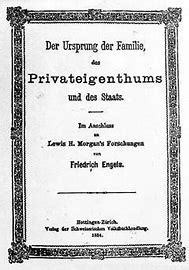 Der Ursprung der Familie,
des
Privateigenthums
und des Staats.
Im Anschluss
an
Lewis H. Morgan's Forschungen
von
Friedrich Engels.
Hottingen-Zürich.
Verlag der Schweizerischen Volksbuchhandlung.
1884.